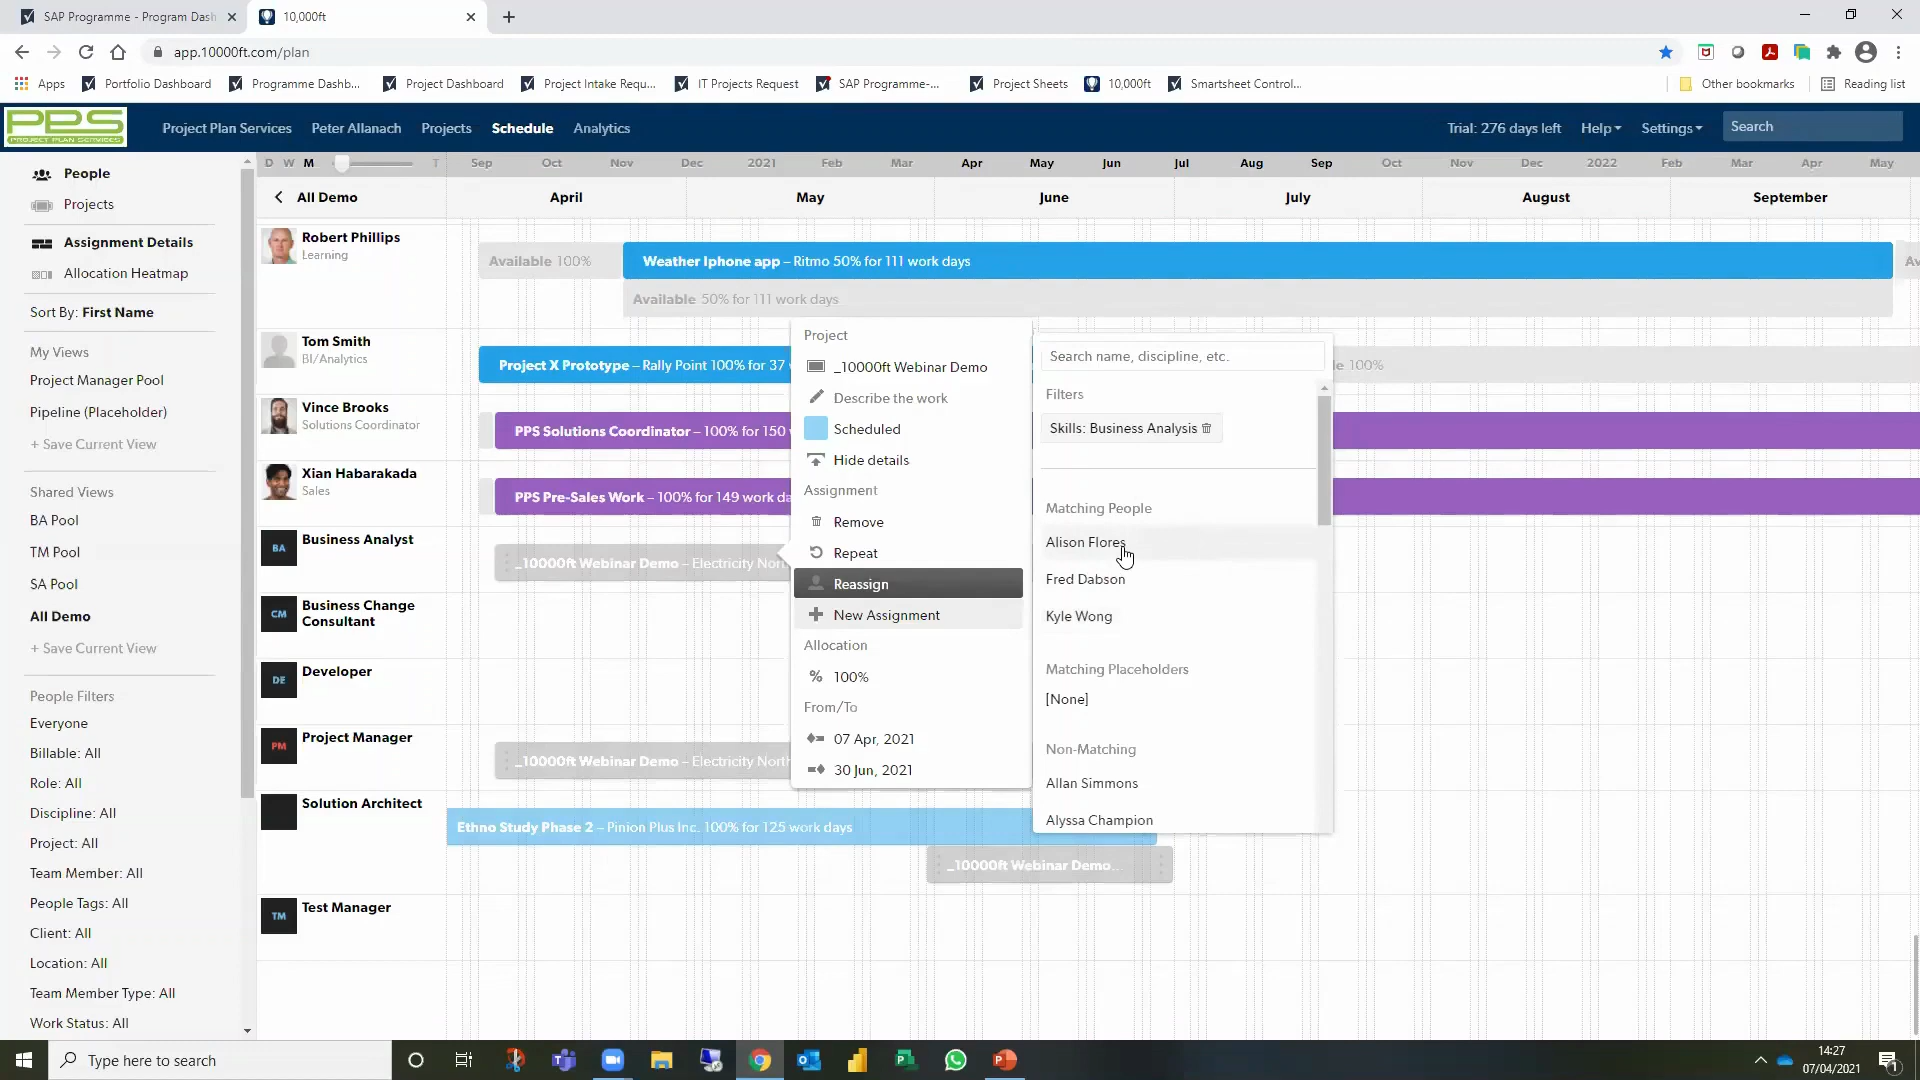 SAP Programme - Program Dash
10,000ft
app.10000ft.com/plan
Apps
Portfolio Dashboard
Programme Dashb...
Project Dashboard
Project Intake Requ...
IT Projects Request
SAP Programme-...
Project Sheets
10,000ft
Smartsheet Control...
Other bookmarks
Reading list
PPS
PROJECT PLAN SERVICES
Project Plan Services
Peter Allanach
Projects
Schedule
Analytics
Trial: 276 days left
Help
Settings
Search
D W M
T
Sep Oct Nov Dec 2021 Feb Mar Apr May Jun Jul Aug Sep Oct Nov Dec 2022 Feb Mar Apr May
All Demo
April May June July August September
People
Projects
Assignment Details
Allocation Heatmap
Sort By: First Name
My Views
Project Manager Pool
Pipeline (Placeholder)
+ Save Current View
Shared Views
BA Pool
TM Pool
SA Pool
All Demo
+ Save Current View
People Filters
Everyone
Billable: All
Role: All
Discipline: All
Project: All
Team Member: All
People Tags: All
Client: All
Location: All
Team Member Type: All
Work Status: All
Robert Phillips
Learning
Available 100%
Weather Iphone app – Ritmo 50% for 111 work days
Av
Available 50% for 111 work days
Tom Smith
BI/Analytics
Project X Prototype – Rally Point 100% for 37
le 100%
Vince Brooks
Solutions Coordinator
PPS Solutions Coordinator – 100% for 150
Xian Habarakada
Sales
PPS Pre-Sales Work – 100% for 149 work da
BA
Business Analyst
_10000ft Webinar Demo – Electricity Nort
CM
Business Change
Consultant
DE
Developer
PM
Project Manager
_10000ft Webinar Demo – Electricity North
Solution Architect
Ethno Study Phase 2 – Pinion Plus Inc. 100% for 125 work days
_10000ft Webinar Demo...
TM
Test Manager
Project
_10000ft Webinar Demo
Describe the work
Scheduled
Hide details
Assignment
Remove
Repeat
Reassign
New Assignment
Allocation
% 100%
From/To
07 Apr, 2021
30 Jun, 2021
Search name, discipline, etc.
Filters
Skills: Business Analysis
Matching People
Alison Flores
Fred Dabson
Kyle Wong
Matching Placeholders
[None]
Non-Matching
Allan Simmons
Alyssa Champion
Type here to search
14:27
07/04/2021
1